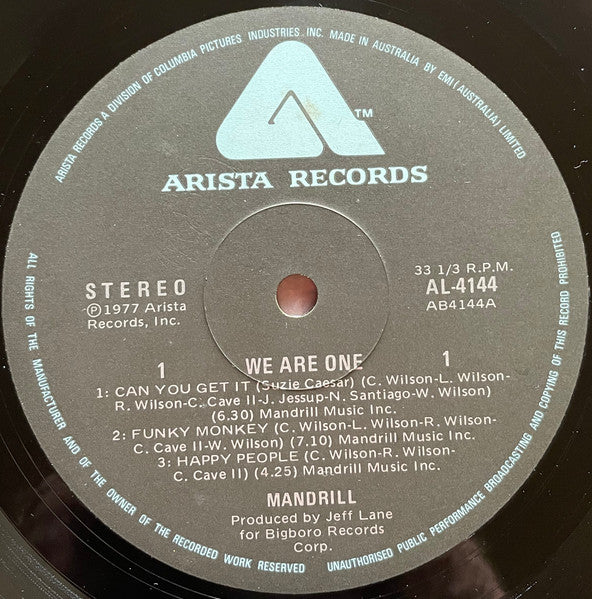 ARISTA RECORDS A DIVISION OF COLUMBIA PICTURES INDUSTRIES. INC. MADE IN AUSTRALIA BY EMI (AUSTRALIA) LIMITED
TM
ARISTA RECORDS
STEREO
Ⓟ1977 Arista
Records, Inc.
33 1/3 R.P.M.
AL-4144
AB4144A
1 WE ARE ONE 1
1: CAN YOU GET IT (Suzie Caesar) (C. Wilson-L. Wilson-
R. Wilson-C. Cave II-J. Jessup-N. Santiago-W. Wilson)
(6.30) Mandrill Music Inc.
2: FUNKY MONKEY (C. Wilson-L. Wilson-R. Wilson-
C. Cave II-W. Wilson) (7.10) Mandrill Music Inc.
3: HAPPY PEOPLE (C. Wilson-R. Wilson-
C. Cave II) (4.25) Mandrill Music Inc.
MANDRILL
Produced by Jeff Lane
for Bigboro Records
Corp.
ALL RIGHTS OF THE MANUFACTURER AND OF THE OWNER OF THE RECORDED WORK RESERVED
UNAUTHORISED PUBLIC PERFORMANCE BROADCASTING AND COPYING OF THIS RECORD PROHIBITED